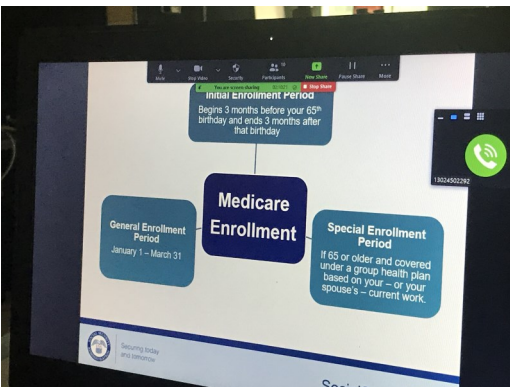 Mute
Stop Video
Security
Participants
New Share
Pause Share
More
You are screen sharing
Stop Share
Initial Enrollment Period
Begins 3 months before your 65th
birthday and ends 3 months after
that birthday
13024502292
Medicare
Enrollment
General Enrollment
Period
January 1 – March 31
Special Enrollment
Period
If 65 or older and covered
under a group health plan
based on your – or your
spouse's – current work.
Securing today
and tomorrow